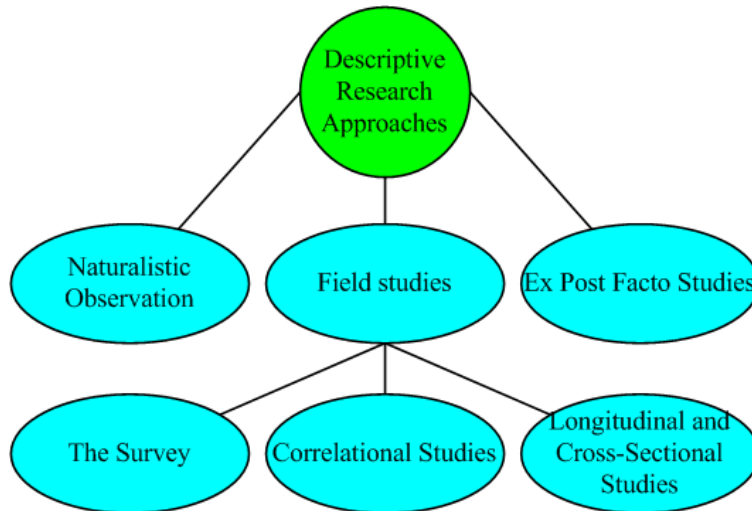 Descriptive
Research
Approaches
Naturalistic
Observation
Field studies
Ex Post Facto Studies
The Survey
Correlational Studies
Longitudinal and
Cross-Sectional
Studies